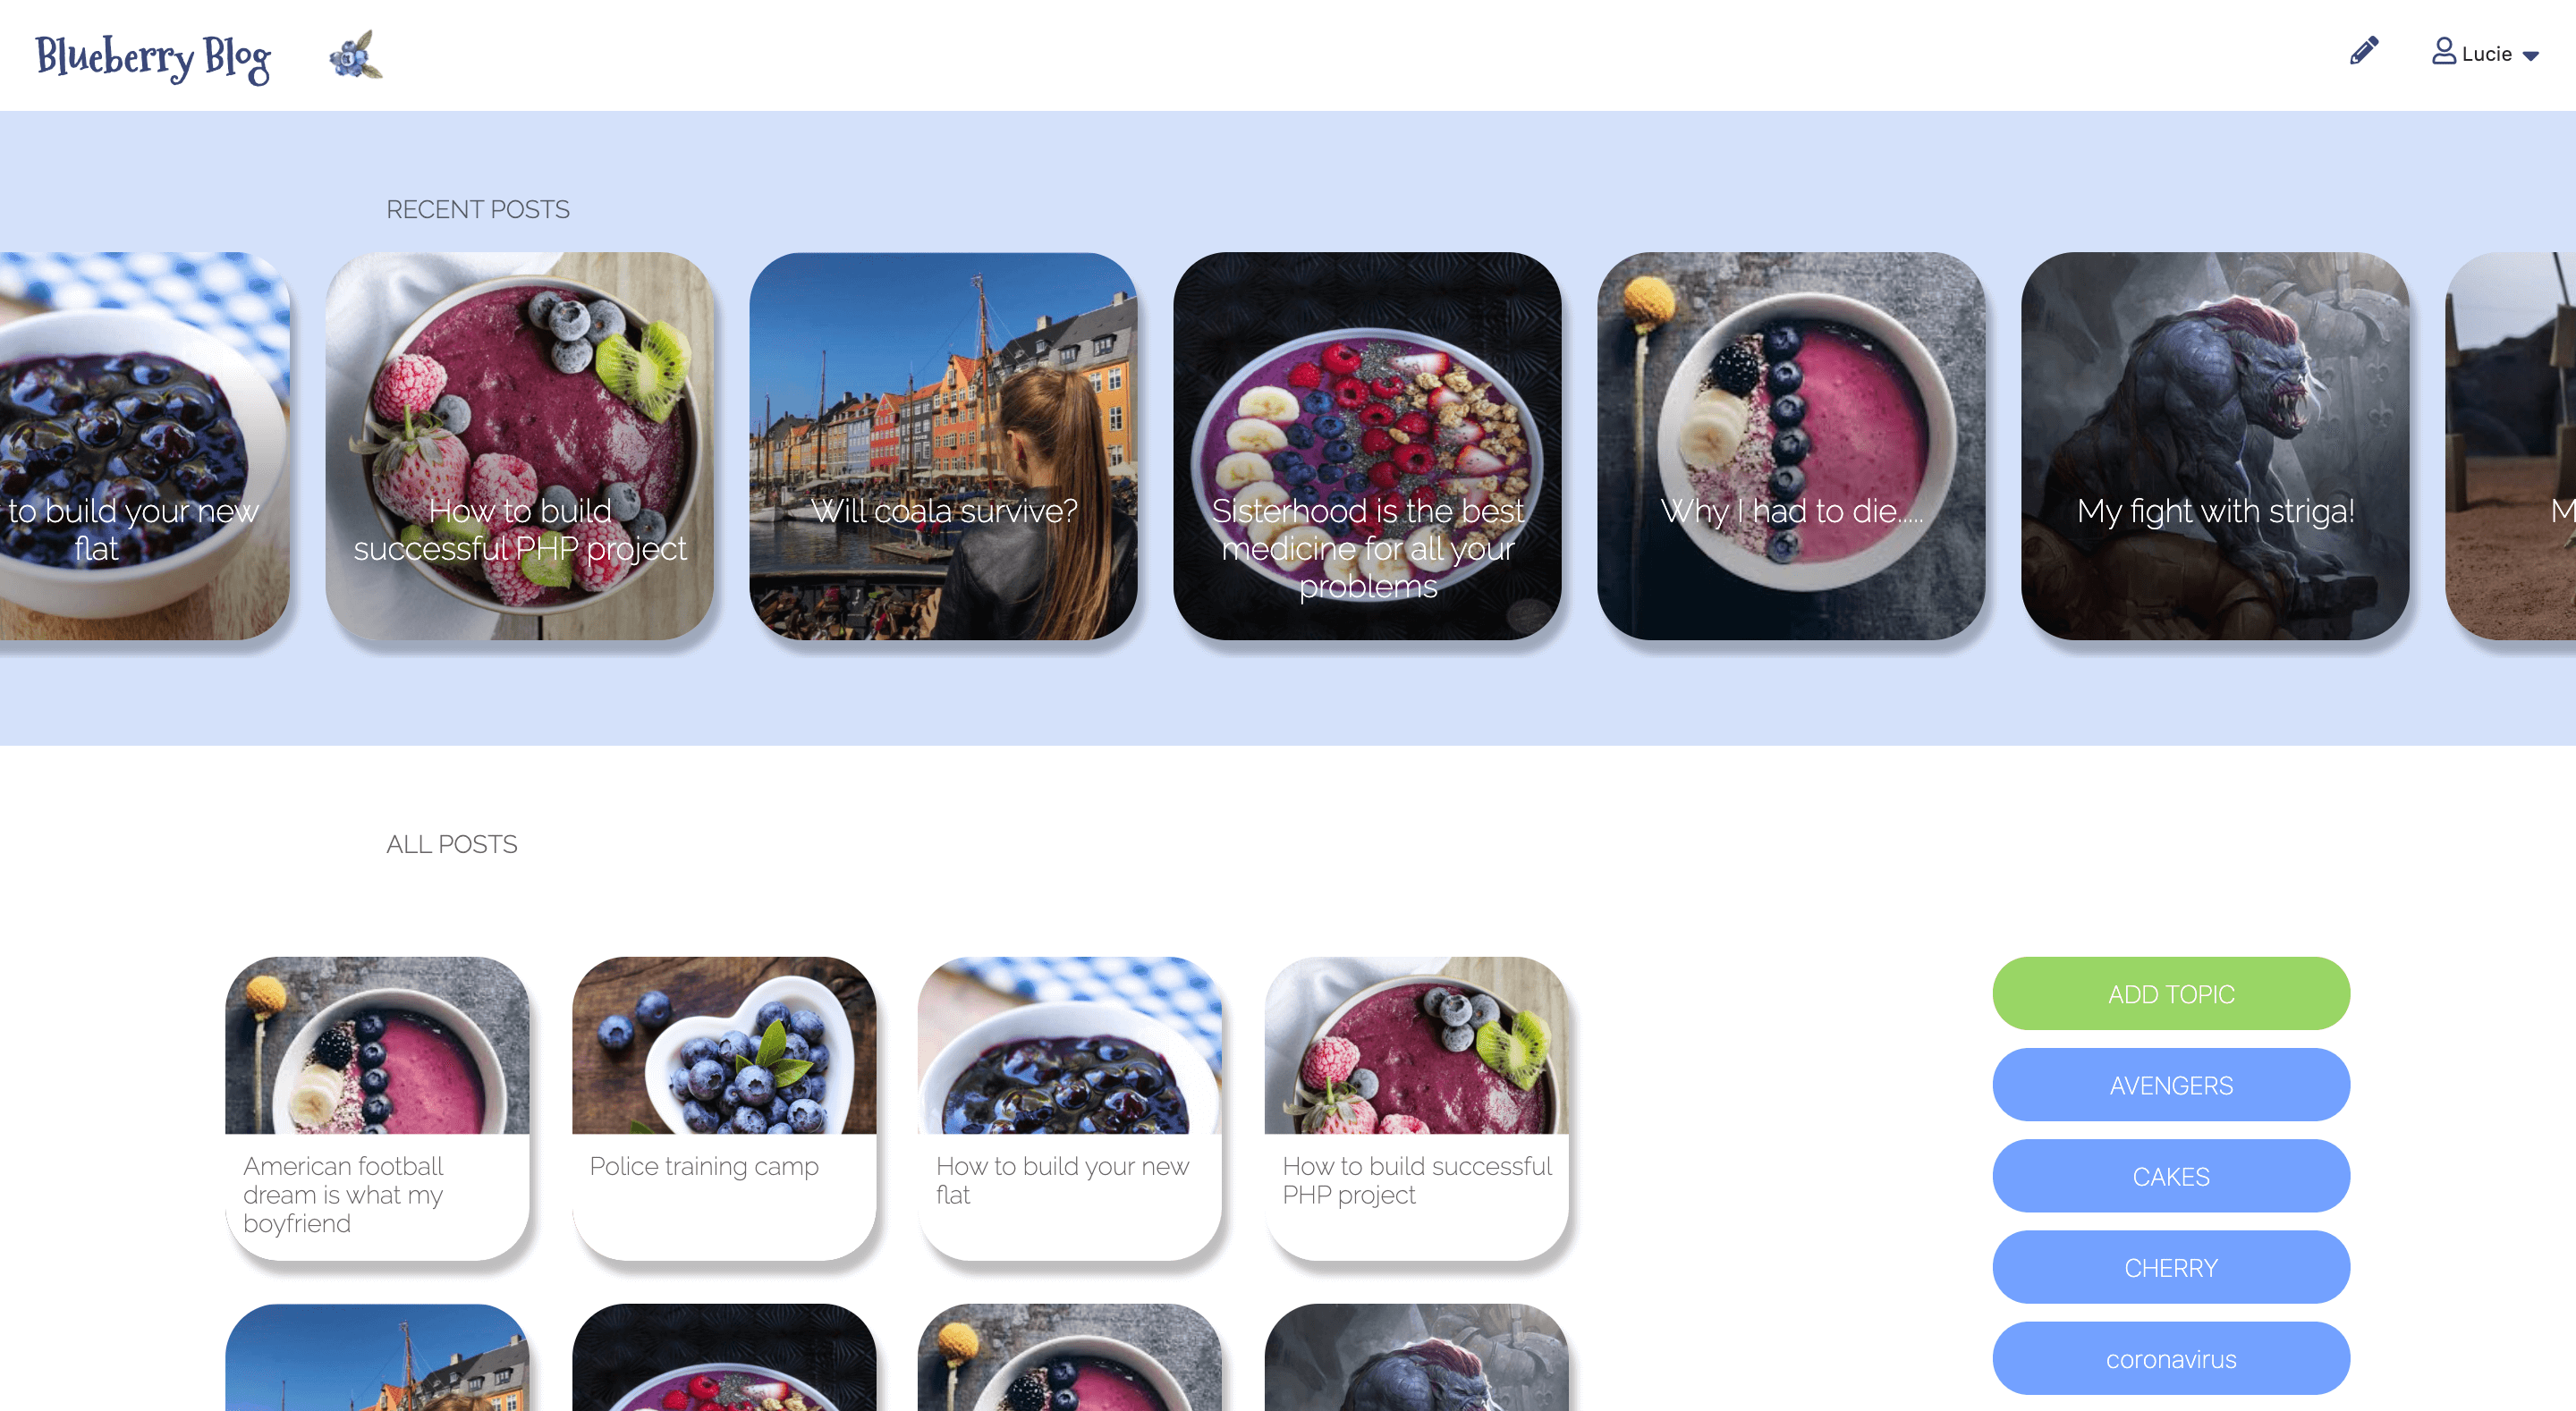 Blueberry Blog
Lucie
RECENT POSTS
to build your new
flat
How to build
successful PHP project
Will coala survive?
Sisterhood is the best
medicine for all your
problems
Why I had to die.....
My fight with striga!
M
ALL POSTS
American football
dream is what my
boyfriend
Police training camp
How to build your new
flat
How to build successful
PHP project
ADD TOPIC
AVENGERS
CAKES
CHERRY
coronavirus